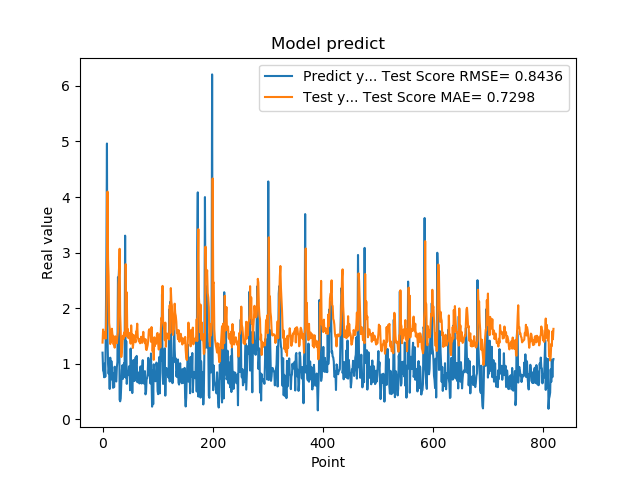 Model predict
Predict y... Test Score RMSE= 0.8436
Test y... Test Score MAE= 0.7298
Real value
6
5
4
3
2
1
0
0 200 400 600 800
Point